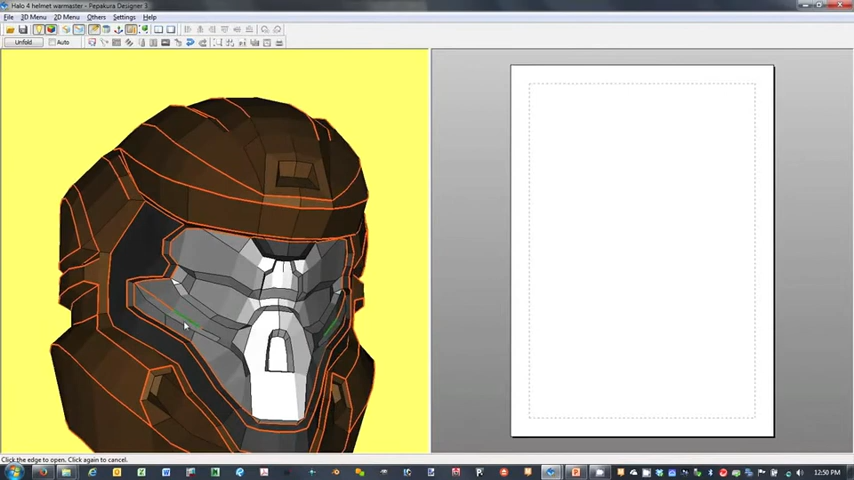 Halo 4 helmet warmaster - Pepakura Designer 3
File 3D Menu 2D Menu Others Settings Help
Unfold Auto
Click the edge to open. Click again to cancel.
12:50 PM